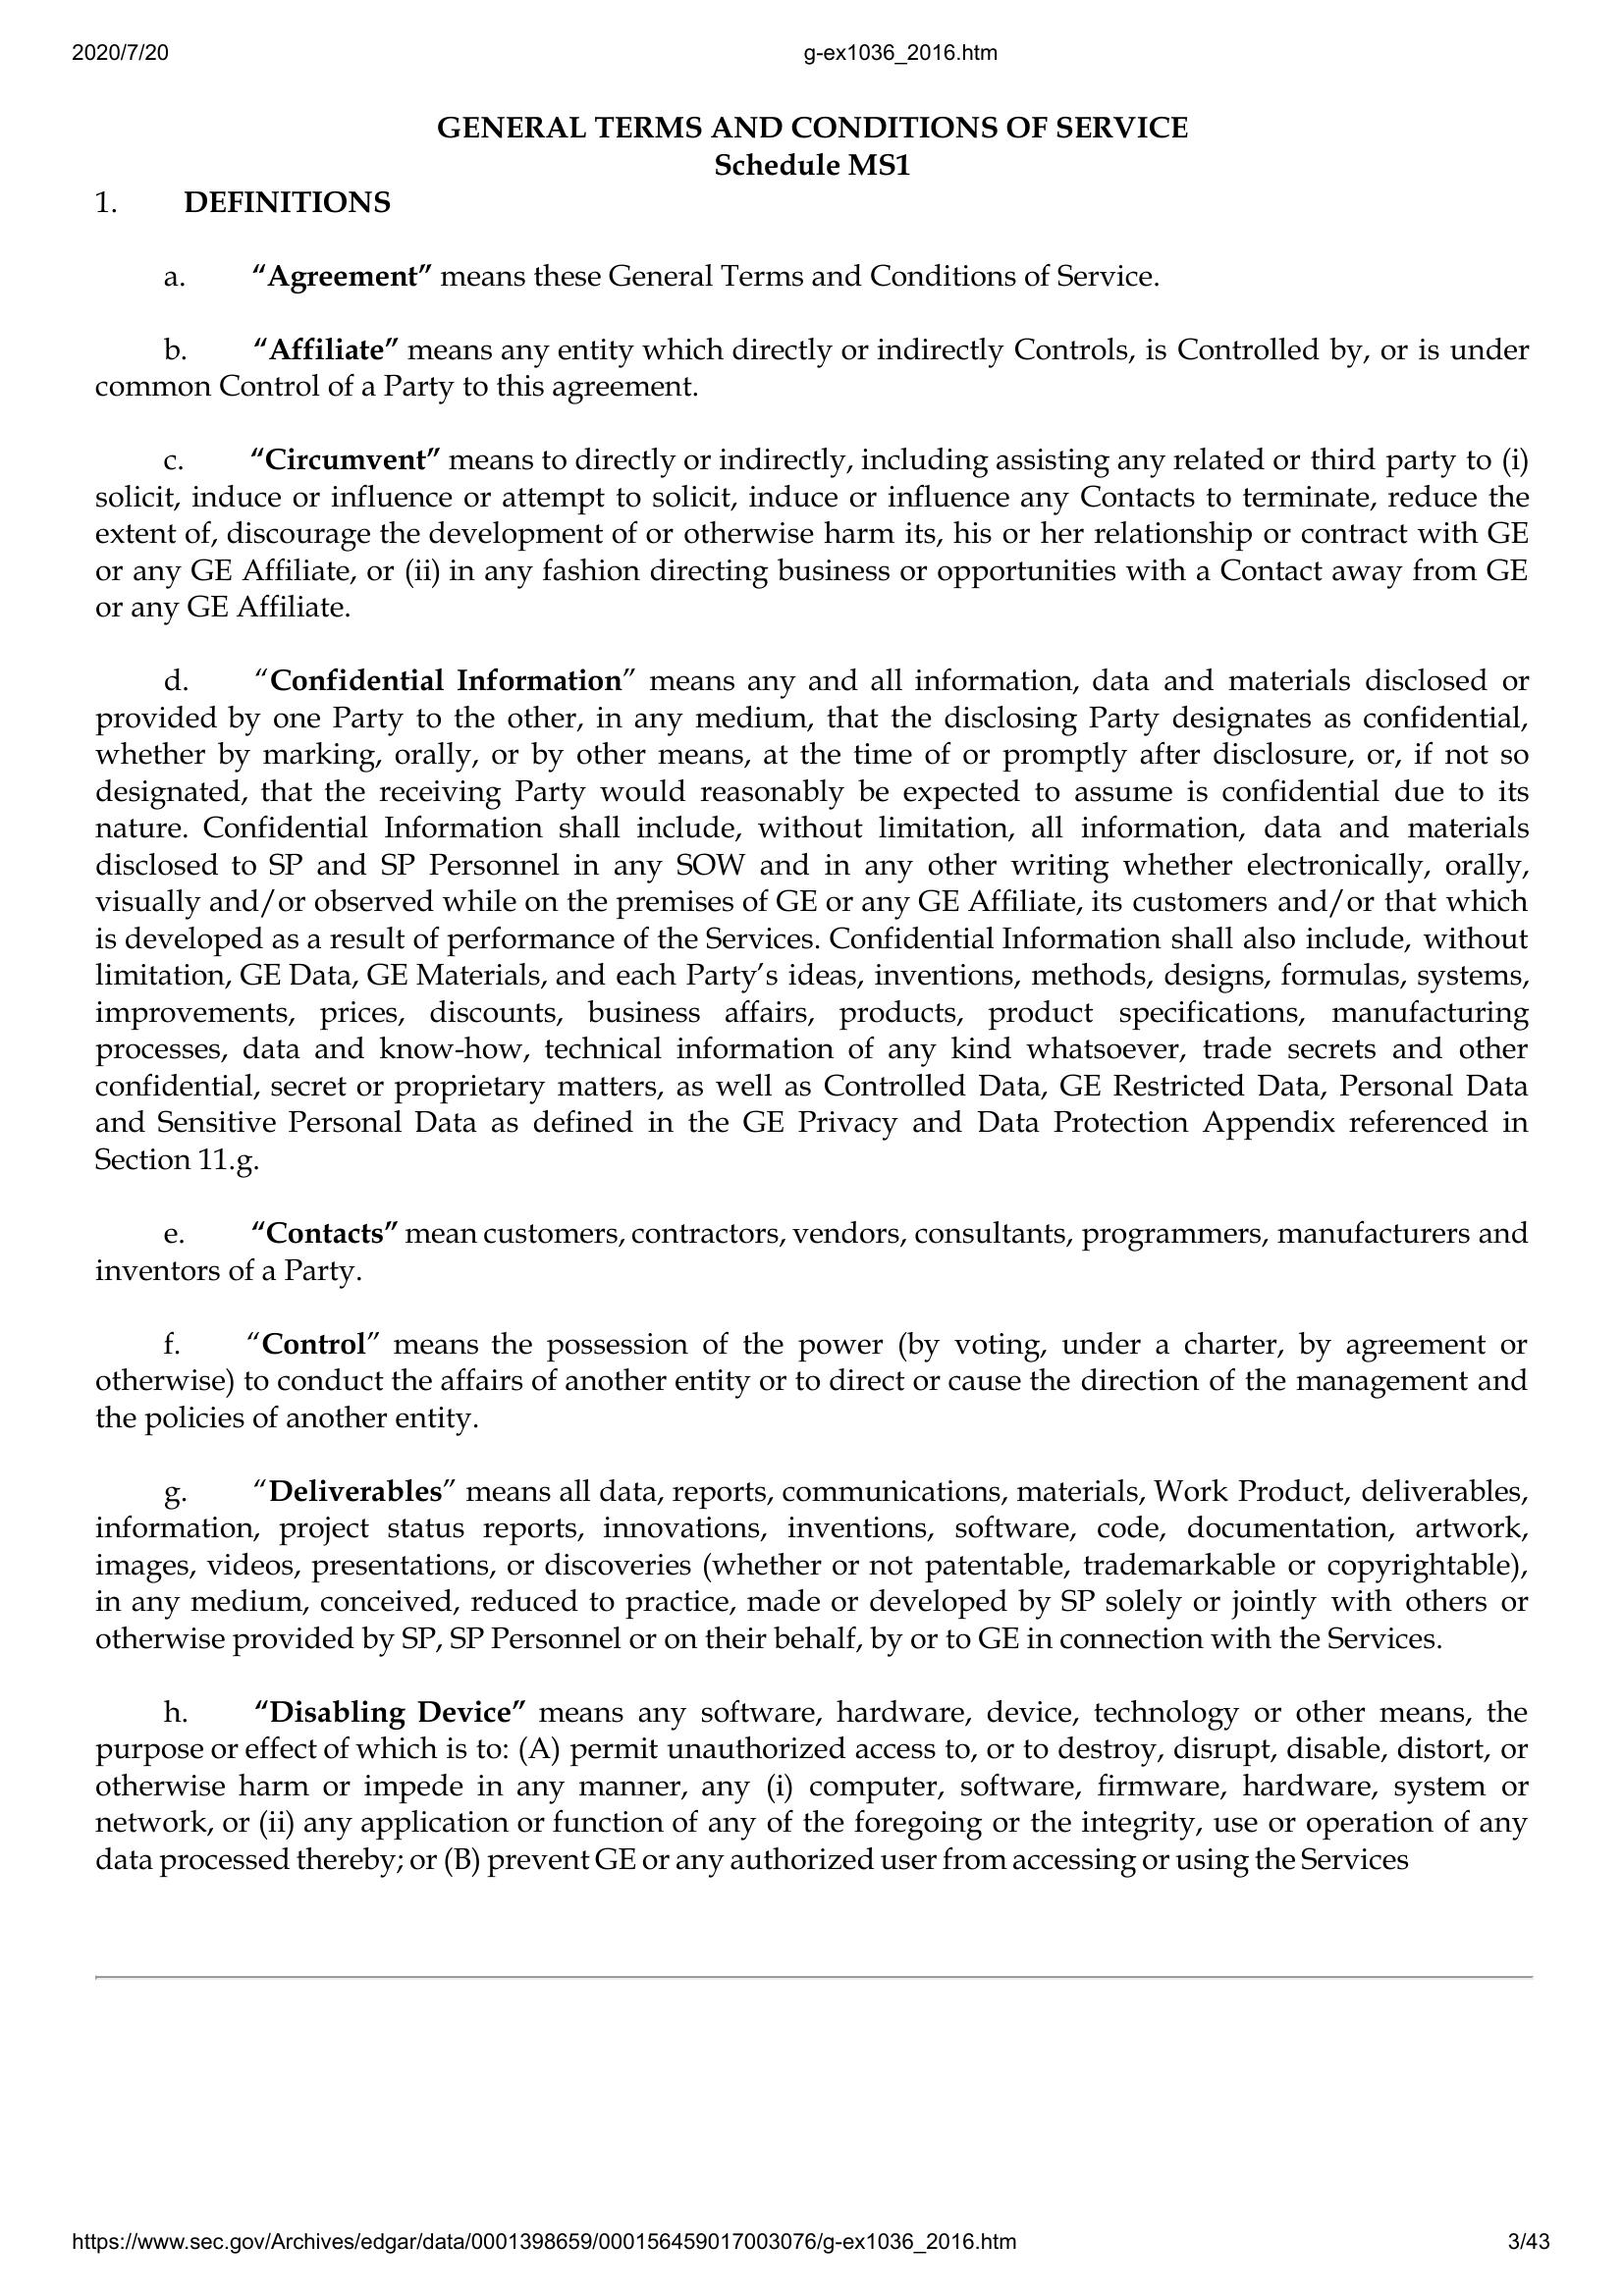 2020/7/20
g-ex1036_2016.htm
GENERAL TERMS AND CONDITIONS OF SERVICE
Schedule MS1
1. DEFINITIONS
a. “Agreement” means these General Terms and Conditions of Service.
b. “Affiliate” means any entity which directly or indirectly Controls, is Controlled by, or is under
common Control of a Party to this agreement.
c. “Circumvent” means to directly or indirectly, including assisting any related or third party to (i)
solicit, induce or influence or attempt to solicit, induce or influence any Contacts to terminate, reduce the
extent of, discourage the development of or otherwise harm its, his or her relationship or contract with GE
or any GE Affiliate, or (ii) in any fashion directing business or opportunities with a Contact away from GE
or any GE Affiliate.
d. “Confidential Information” means any and all information, data and materials disclosed or
provided by one Party to the other, in any medium, that the disclosing Party designates as confidential,
whether by marking, orally, or by other means, at the time of or promptly after disclosure, or, if not so
designated, that the receiving Party would reasonably be expected to assume is confidential due to its
nature. Confidential Information shall include, without limitation, all information, data and materials
disclosed to SP and SP Personnel in any SOW and in any other writing whether electronically, orally,
visually and/or observed while on the premises of GE or any GE Affiliate, its customers and/or that which
is developed as a result of performance of the Services. Confidential Information shall also include, without
limitation, GE Data, GE Materials, and each Party’s ideas, inventions, methods, designs, formulas, systems,
improvements, prices, discounts, business affairs, products, product specifications, manufacturing
processes, data and know-how, technical information of any kind whatsoever, trade secrets and other
confidential, secret or proprietary matters, as well as Controlled Data, GE Restricted Data, Personal Data
and Sensitive Personal Data as defined in the GE Privacy and Data Protection Appendix referenced in
Section 11.g.
e. “Contacts” mean customers, contractors, vendors, consultants, programmers, manufacturers and
inventors of a Party.
f. “Control” means the possession of the power (by voting, under a charter, by agreement or
otherwise) to conduct the affairs of another entity or to direct or cause the direction of the management and
the policies of another entity.
g. “Deliverables” means all data, reports, communications, materials, Work Product, deliverables,
information, project status reports, innovations, inventions, software, code, documentation, artwork,
images, videos, presentations, or discoveries (whether or not patentable, trademarkable or copyrightable),
in any medium, conceived, reduced to practice, made or developed by SP solely or jointly with others or
otherwise provided by SP, SP Personnel or on their behalf, by or to GE in connection with the Services.
h. “Disabling Device” means any software, hardware, device, technology or other means, the
purpose or effect of which is to: (A) permit unauthorized access to, or to destroy, disrupt, disable, distort, or
otherwise harm or impede in any manner, any (i) computer, software, firmware, hardware, system or
network, or (ii) any application or function of any of the foregoing or the integrity, use or operation of any
data processed thereby; or (B) prevent GE or any authorized user from accessing or using the Services
https://www.sec.gov/Archives/edgar/data/0001398659/000156459017003076/g-ex1036_2016.htm
3/43